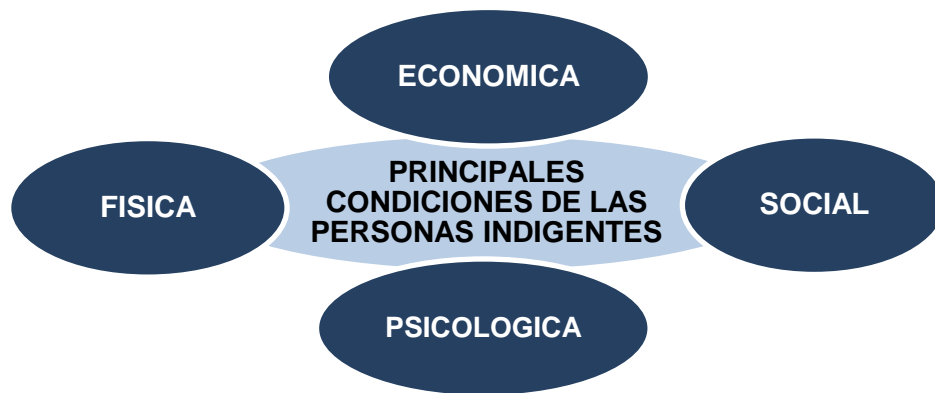 ECONOMICA
FISICA
PRINCIPALES
CONDICIONES DE LAS
PERSONAS INDIGENTES
SOCIAL
PSICOLOGICA